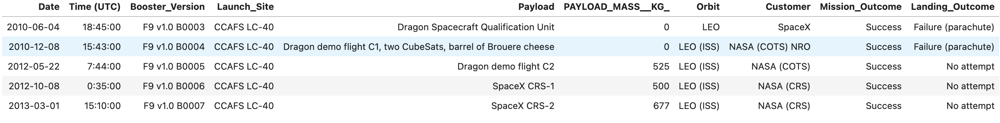 Date Time (UTC) Booster_Version Launch_Site Payload PAYLOAD_MASS__KG_ Orbit Customer Mission_Outcome Landing_Outcome
2010-06-04 18:45:00 F9 v1.0 B0003 CCAFS LC-40 Dragon Spacecraft Qualification Unit 0 LEO SpaceX Success Failure (parachute)
2010-12-08 15:43:00 F9 v1.0 B0004 CCAFS LC-40 Dragon demo flight C1, two CubeSats, barrel of Brouere cheese 0 LEO (ISS) NASA (COTS) NRO Success Failure (parachute)
2012-05-22 7:44:00 F9 v1.0 B0005 CCAFS LC-40 Dragon demo flight C2 525 LEO (ISS) NASA (COTS) Success No attempt
2012-10-08 0:35:00 F9 v1.0 B0006 CCAFS LC-40 SpaceX CRS-1 500 LEO (ISS) NASA (CRS) Success No attempt
2013-03-01 15:10:00 F9 v1.0 B0007 CCAFS LC-40 SpaceX CRS-2 677 LEO (ISS) NASA (CRS) Success No attempt